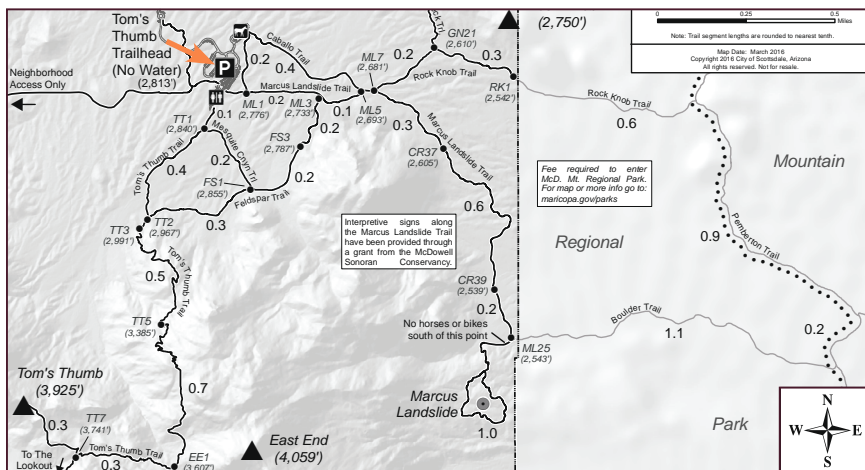 Tom's
Thumb
Trailhead
(No Water)
(2,813')
P
Neighborhood
Access Only
Caballo Trail
0.2
0.4
Marcus Landslide Trail
0.1
ML1
(2,776')
0.2
ML3
(2,733')
0.1
ML5
(2,693')
ML7
(2,681')
0.2
GN21
(2,610')
0.3
Rock Knob Trail
RK1
(2,542')
(2,750')
0
0.25
0.5
Miles
Note: Trail segment lengths are rounded to nearest tenth.
Map Date: March 2016
Copyright 2016 City of Scottsdale, Arizona
All rights reserved. Not for resale.
Rock Knob Trail
0.6
Mountain
TT1
(2,840')
Mesquite Cnyn Trl
0.2
FS3
(2,787')
0.2
0.3
Marcus Landslide Trail
CR37
(2,605')
Fee required to enter
McD. Mt. Regional Park.
For map or more info go to:
maricopa.gov/parks
Tom's Thumb Trail
0.4
FS1
(2,855')
0.2
Feldspar Trail
0.3
0.6
TT2
(2,967')
TT3
(2,991')
Interpretive signs along
the Marcus Landslide Trail
have been provided through
a grant from the McDowell
Sonoran Conservancy.
Regional
0.9
Pemberton Trail
Tom's Thumb Trail
0.5
CR39
(2,539')
0.2
Boulder Trail
1.1
0.2
TT5
(3,385')
No horses or bikes
south of this point
ML25
(2,543')
Tom's Thumb
(3,925')
0.7
Marcus
Landslide
1.0
Park
N
W E
S
0.3
TT7
(3,741')
To The
Lookout
Tom's Thumb Trail
0.3
EE1
(3,607')
East End
(4,059')